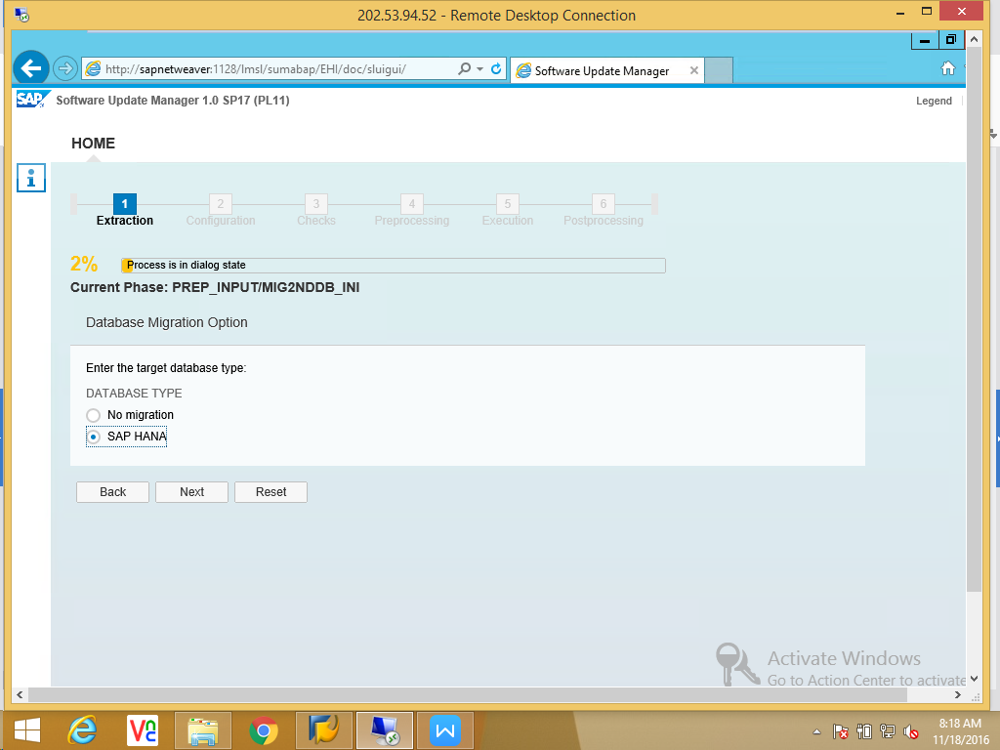 202.53.94.52 - Remote Desktop Connection
http://sapnetweaver:1128/lmsl/sumabap/EHI/doc/sluigui/
Software Update Manager
SAP Software Update Manager 1.0 SP17 (PL11)
Legend
HOME
1 2 3 4 5 6
Extraction Configuration Checks Preprocessing Execution Postprocessing
2% Process is in dialog state
Current Phase: PREP_INPUT/MIG2NDDB_INI
Database Migration Option
Enter the target database type:
DATABASE TYPE
No migration
SAP HANA
Back Next Reset
Activate Windows
Go to Action Center to activate
8:18 AM
11/18/2016